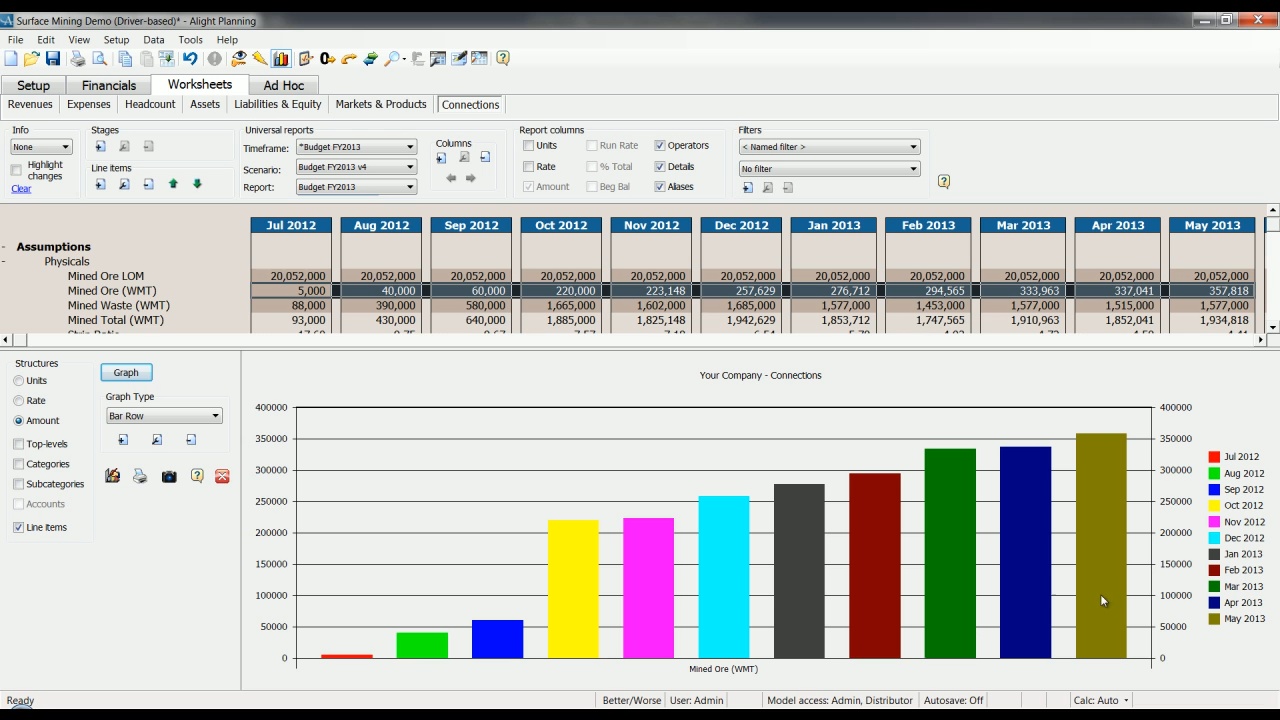 Surface Mining Demo (Driver-based)* - Alight Planning
File Edit View Setup Data Tools Help
Setup Financials Worksheets Ad Hoc
Revenues Expenses Headcount Assets Liabilities & Equity Markets & Products Connections
Info Stages Universal reports Report columns Filters
None Timeframe: *Budget FY2013 Columns Units Run Rate Operators < Named filter >
Highlight changes Line items Scenario: Budget FY2013 v4 Rate % Total Details No filter
Clear Report: Budget FY2013 Amount Beg Bal Aliases
Jul 2012 Aug 2012 Sep 2012 Oct 2012 Nov 2012 Dec 2012 Jan 2013 Feb 2013 Mar 2013 Apr 2013 May 2013
- Assumptions
- Physicals
Mined Ore LOM 20,052,000 20,052,000 20,052,000 20,052,000 20,052,000 20,052,000 20,052,000 20,052,000 20,052,000 20,052,000 20,052,000
Mined Ore (WMT) 5,000 40,000 60,000 220,000 223,148 257,629 276,712 294,565 333,963 337,041 357,818
Mined Waste (WMT) 88,000 390,000 580,000 1,665,000 1,602,000 1,685,000 1,577,000 1,453,000 1,577,000 1,515,000 1,577,000
Mined Total (WMT) 93,000 430,000 640,000 1,885,000 1,825,148 1,942,629 1,853,712 1,747,565 1,910,963 1,852,041 1,934,818
Structures
Units
Rate
Amount
Top-levels
Categories
Subcategories
Accounts
Line Items
Graph
Graph Type
Bar Row
Your Company - Connections
400000 400000
350000 350000
300000 300000
250000 250000
200000 200000
150000 150000
100000 100000
50000 50000
0 0
Mined Ore (WMT)
Jul 2012
Aug 2012
Sep 2012
Oct 2012
Nov 2012
Dec 2012
Jan 2013
Feb 2013
Mar 2013
Apr 2013
May 2013
Ready Better/Worse User: Admin Model access: Admin, Distributor Autosave: Off Calc: Auto